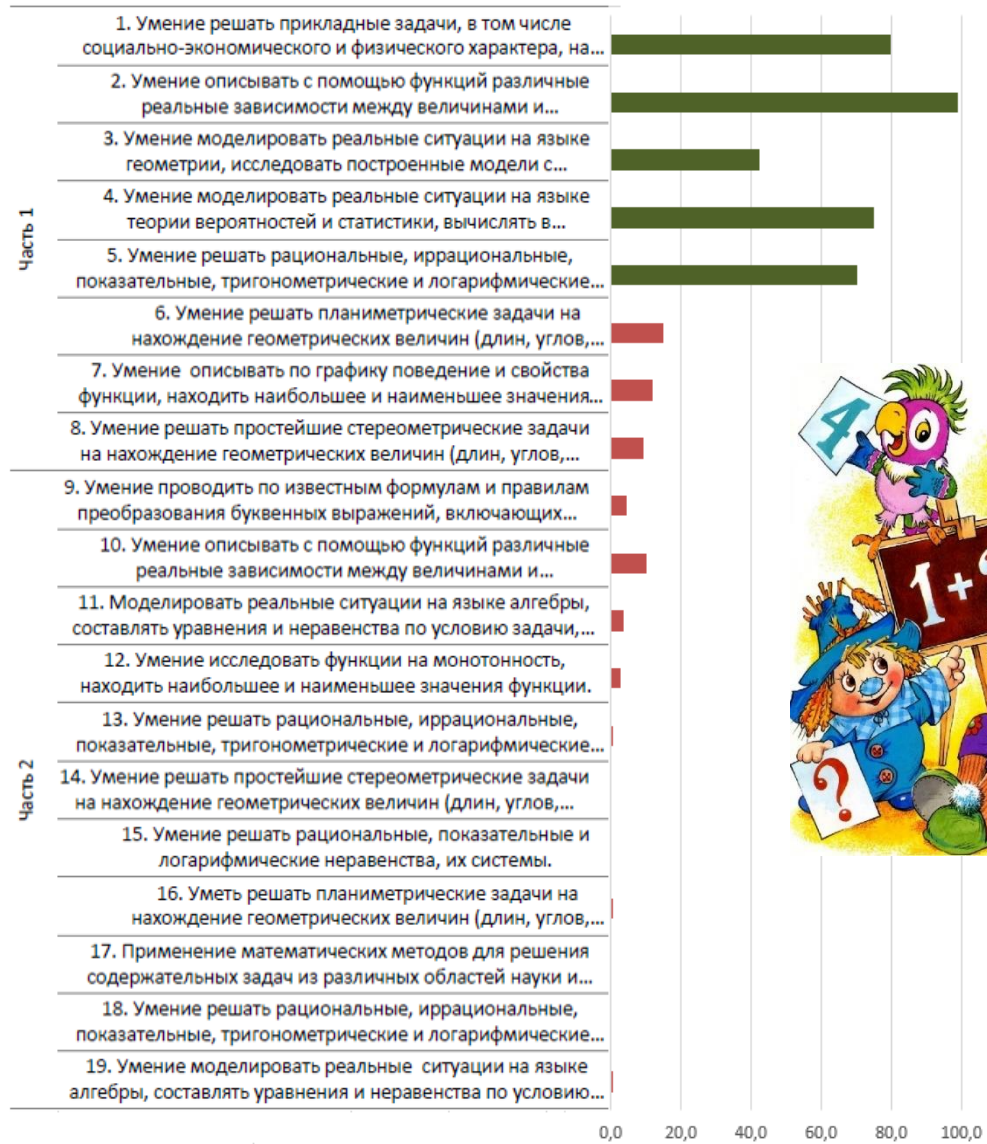 1. Умение решать прикладные задачи, в том числе
социально-экономического и физического характера, на...
2. Умение описывать с помощью функций различные
реальные зависимости между величинами и...
3. Умение моделировать реальные ситуации на языке
геометрии, исследовать построенные модели с...
4. Умение моделировать реальные ситуации на языке
теории вероятностей и статистики, вычислять в...
5. Умение решать рациональные, иррациональные,
показательные, тригонометрические и логарифмические...
6. Умение решать планиметрические задачи на
нахождение геометрических величин (длин, углов,...
7. Умение описывать по графику поведение и свойства
функции, находить наибольшее и наименьшее значения...
8. Умение решать простейшие стереометрические задачи
на нахождение геометрических величин (длин, углов,...
Часть 1
9. Умение проводить по известным формулам и правилам
преобразования буквенных выражений, включающих...
10. Умение описывать с помощью функций различные
реальные зависимости между величинами и...
11. Моделировать реальные ситуации на языке алгебры,
составлять уравнения и неравенства по условию задачи,...
12. Умение исследовать функции на монотонность,
находить наибольшее и наименьшее значения функции.
13. Умение решать рациональные, иррациональные,
показательные, тригонометрические и логарифмические...
14. Умение решать простейшие стереометрические задачи
на нахождение геометрических величин (длин, углов,...
15. Умение решать рациональные, показательные и
логарифмические неравенства, их системы.
16. Уметь решать планиметрические задачи на
нахождение геометрических величин (длин, углов,...
17. Применение математических методов для решения
содержательных задач из различных областей науки и...
18. Умение решать рациональные, иррациональные,
показательные, тригонометрические и логарифмические...
19. Умение моделировать реальные ситуации на языке
алгебры, составлять уравнения и неравенства по условию...
Часть 2
0,0 20,0 40,0 60,0 80,0 100,0
4
1+
?